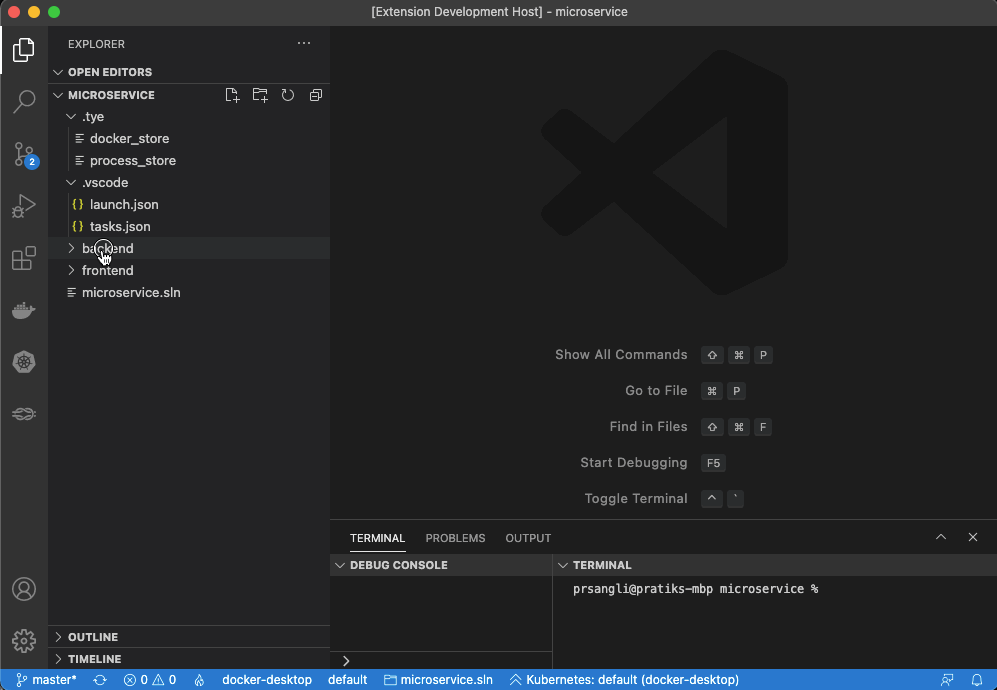 [Extension Development Host] - microservice
EXPLORER
OPEN EDITORS
MICROSERVICE
.tye
docker_store
process_store
.vscode
{} launch.json
{} tasks.json
backend
frontend
microservice.sln
2
Show All Commands ⇧ ⌘ P
Go to File ⌘ P
Find in Files ⇧ ⌘ F
Start Debugging F5
Toggle Terminal ^ `
TERMINAL PROBLEMS OUTPUT
DEBUG CONSOLE
TERMINAL
prsangli@pratiks-mbp microservice %
OUTLINE
TIMELINE
master* 0 0 docker-desktop default microservice.sln Kubernetes: default (docker-desktop)